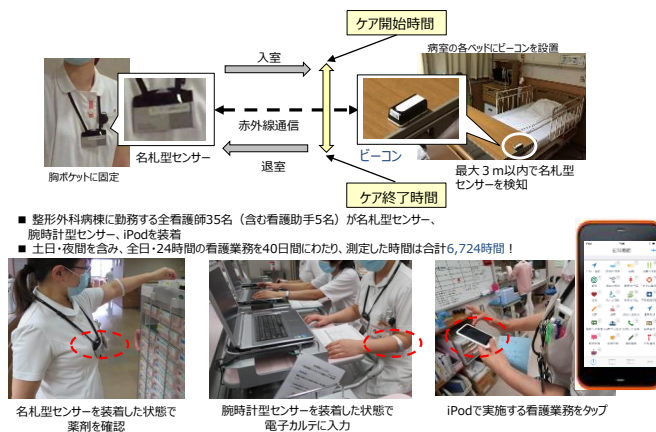 ケア開始時間
入室
病室の各ベッドにビーコンを設置
赤外線通信
名札型センサー
ビーコン
退室
胸ポケットに固定
最大３ｍ以内で名札型
センサーを検知
ケア終了時間
■ 整形外科病棟に勤務する全看護師35名（含む看護助手5名）が名札型センサー、
腕時計型センサー、iPodを装着
■ 土日・夜間を含み、全日・24時間の看護業務を40日間にわたり、測定した時間は合計6,724時間！
名札型センサーを装着した状態で
薬剤を確認
腕時計型センサーを装着した状態で
電子カルテに入力
iPodで実施する看護業務をタップ